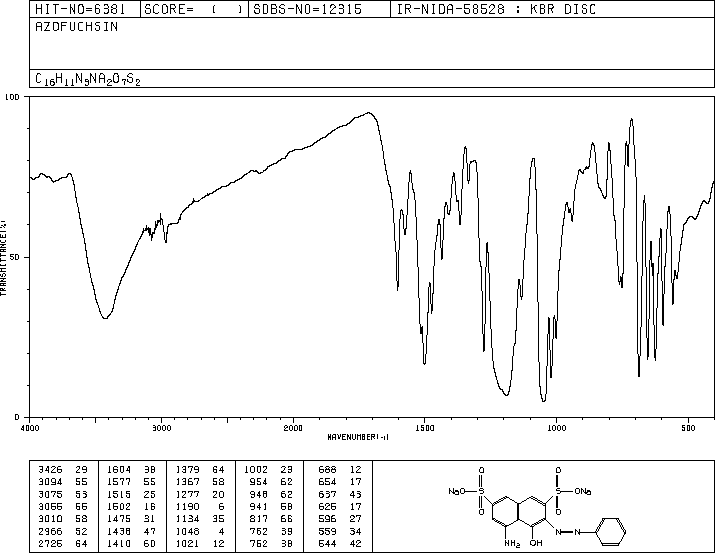 HIT-NO=6381 SCORE= ( ) SDBS-NO=12315 IR-NIDA-58528 : KBR DISC
AZOFUCHSIN
C₁₆H₁₁N₃NA₂O₇S₂
100
50
0
TRANSMITTANCE(%)
4000 3000 2000 1500 1000 500
WAVENUMBER(-1)
3426 29 1604 38 1379 64 1002 23 688 12
3094 55 1577 55 1367 58 954 62 654 17
3075 53 1515 25 1277 20 948 62 637
55 1502 16 1190 6 941 58 625 17
3010 58 1475 31 1134 35 817 66 596 27
2966 52 1438 47 1048 4 762 39 559 34
2725 64 1410 60 1021 12 752 38 544 42
O O
NaO S S ONa
O O
NH₂ OH N N